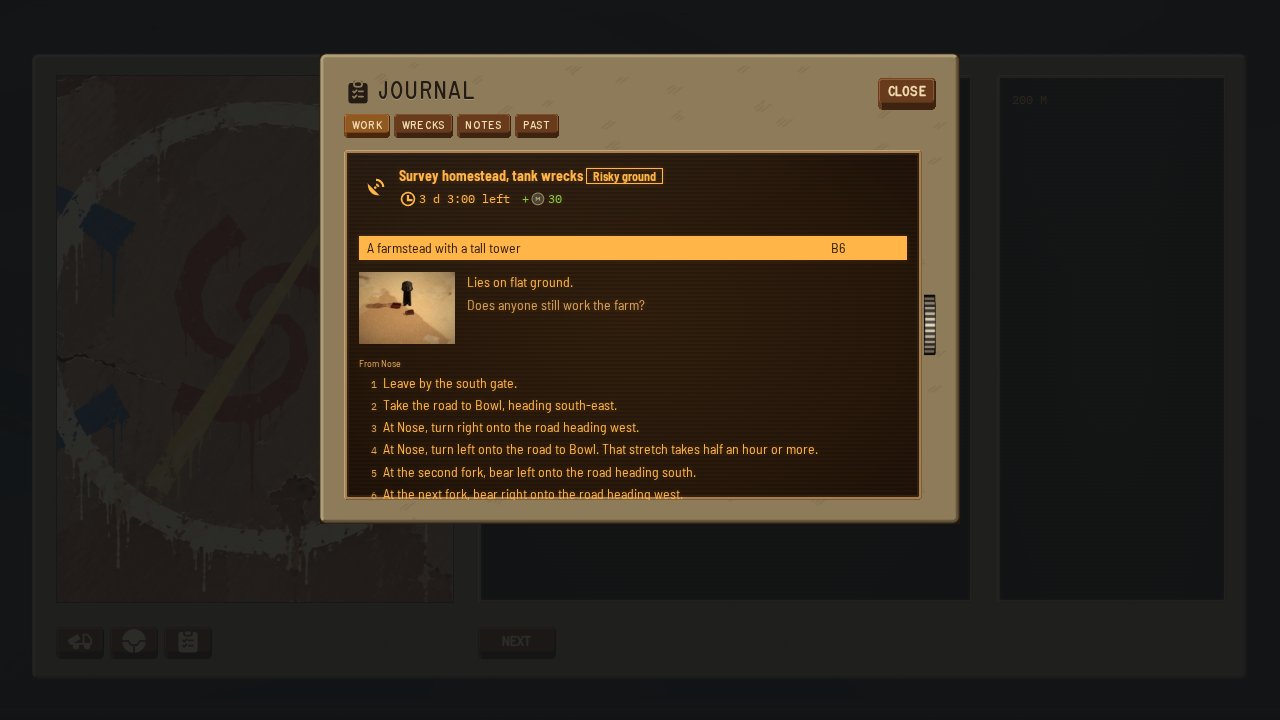 JOURNAL
CLOSE
WORK
WRECKS
NOTES
PAST
200 M
Survey homestead, tank wrecks Risky ground
3 d 3:00 left + M 30
A farmstead with a tall tower B6
Lies on flat ground.
Does anyone still work the farm?
From Nose
1 Leave by the south gate.
2 Take the road to Bowl, heading south-east.
3 At Nose, turn right onto the road heading west.
4 At Nose, turn left onto the road to Bowl. That stretch takes half an hour or more.
5 At the second fork, bear left onto the road heading south.
6 At the next fork, bear right onto the road heading west.
NEXT